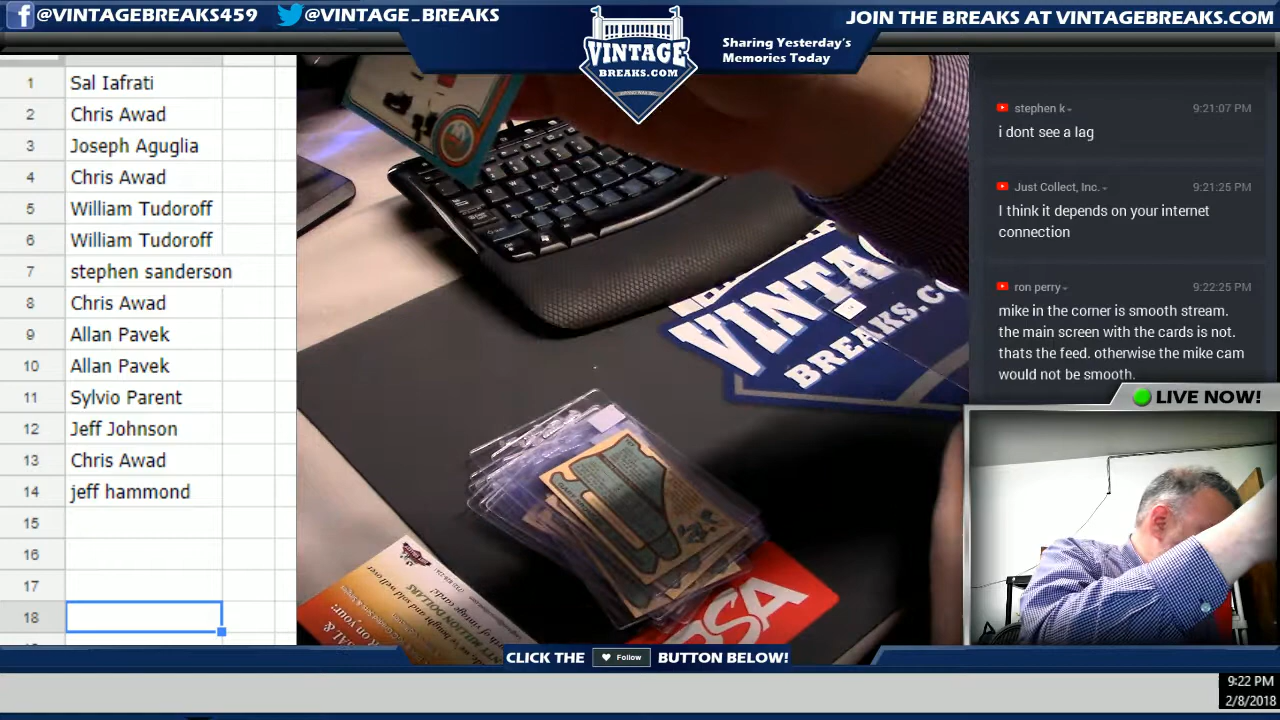 @VINTAGEBREAKS459 @VINTAGE_BREAKS
VINTAGE
BREAKS.COM
Sharing Yesterday's
Memories Today
JOIN THE BREAKS AT VINTAGEBREAKS.COM
1 Sal Iafrati
2 Chris Awad
3 Joseph Aguglia
4 Chris Awad
5 William Tudoroff
6 William Tudoroff
7 stephen sanderson
8 Chris Awad
9 Allan Pavek
10 Allan Pavek
11 Sylvio Parent
12 Jeff Johnson
13 Chris Awad
14 jeff hammond
15
16
17
18
VINTA
BREAKS.CO
PSA
MILLION DOLLARS
stephen k 9:21:07 PM
i dont see a lag
Just Collect, Inc. 9:21:25 PM
I think it depends on your internet
connection
ron perry 9:22:25 PM
mike in the corner is smooth stream.
the main screen with the cards is not.
thats the feed. otherwise the mike cam
would not be smooth.
LIVE NOW!
CLICK THE Follow BUTTON BELOW!
9:22 PM
2/8/2018